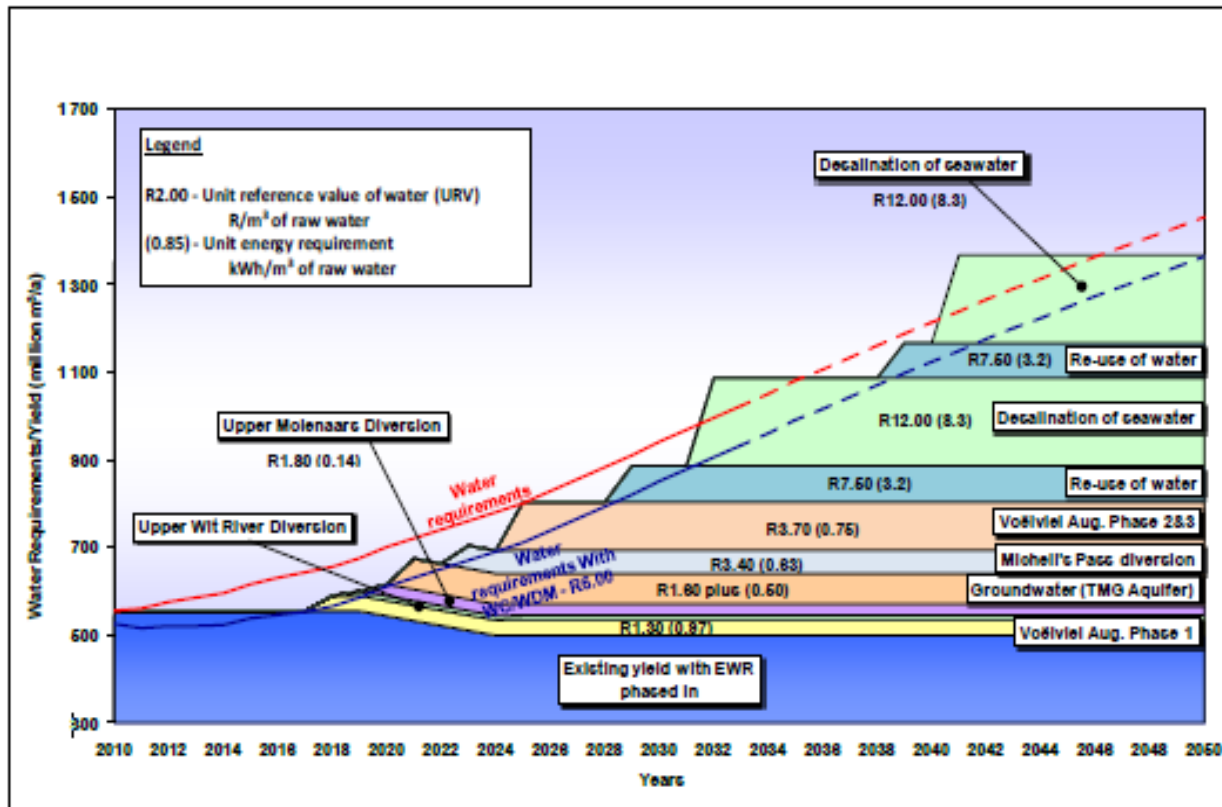 1 700
1 500
1 300
1 100
900
700
500
300
Water Requirements/Yield (million m³/a)
Legend
R2.00 - Unit reference value of water (URV)
R/m³ of raw water
(0.85) - Unit energy requirement
kWh/m³ of raw water
Desalination of seawater
R12.00 (8.3)
R7.50 (3.2)
Re-use of water
Upper Molenaars Diversion
R1.80 (0.14)
R12.00 (8.3)
Desalination of seawater
Water
requirements
R7.50 (3.2)
Re-use of water
Upper Wit River Diversion
R3.70 (0.75)
Voëlvlei Aug. Phase 2&3
Water
requirements With
WC/WDM -
R3.40 (0.63)
Michell's Pass diversion
plus
Groundwater (TMG Aquifer)
R1.30 (0.97)
Voëlvlei Aug. Phase 1
Existing yield with EWR
phased in
2010 2012 2014 2016 2018 2020 2022 2024 2026 2028 2030 2032 2034 2036 2038 2040 2042 2044 2046 2048 2050
Years